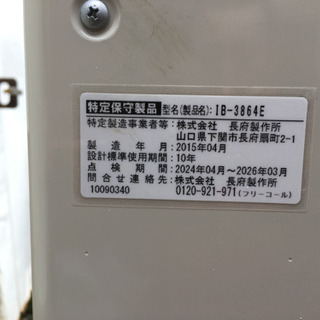 特定保守製品 型名(製品名): IB-3864E
特定製造事業者等: 株式会社 長府製作所
山口県下関市長府扇町2-1
製造年月: 2015年04月
設計標準使用期間: 10年
点検期間: 2024年04月～2026年03月
問合せ連絡先: 株式会社 長府製作所
10090340 0120-921-971(フリーコール)